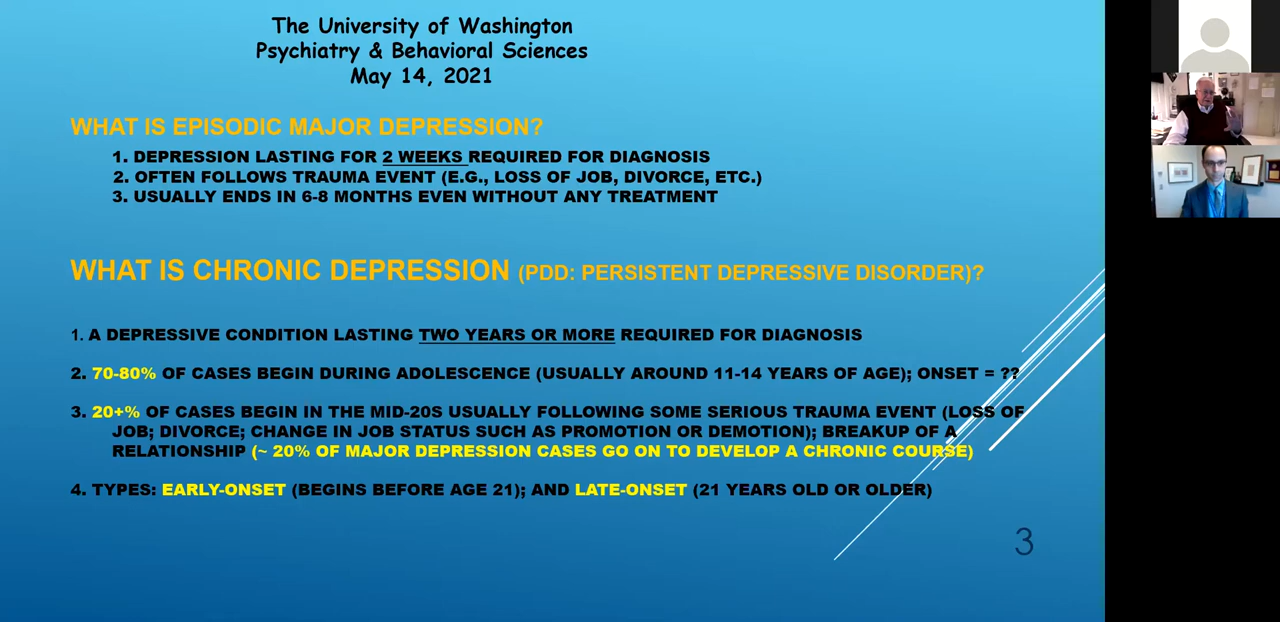 The University of Washington
Psychiatry & Behavioral Sciences
May 14, 2021
WHAT IS EPISODIC MAJOR DEPRESSION?
1. DEPRESSION LASTING FOR 2 WEEKS REQUIRED FOR DIAGNOSIS
2. OFTEN FOLLOWS TRAUMA EVENT (E.G., LOSS OF JOB, DIVORCE, ETC.)
3. USUALLY ENDS IN 6-8 MONTHS EVEN WITHOUT ANY TREATMENT
WHAT IS CHRONIC DEPRESSION (PDD: PERSISTENT DEPRESSIVE DISORDER)?
1. A DEPRESSIVE CONDITION LASTING TWO YEARS OR MORE REQUIRED FOR DIAGNOSIS
2. 70-80% OF CASES BEGIN DURING ADOLESCENCE (USUALLY AROUND 11-14 YEARS OF AGE); ONSET = ??
3. 20+% OF CASES BEGIN IN THE MID-20S USUALLY FOLLOWING SOME SERIOUS TRAUMA EVENT (LOSS OF
JOB; DIVORCE; CHANGE IN JOB STATUS SUCH AS PROMOTION OR DEMOTION); BREAKUP OF A
RELATIONSHIP (~ 20% OF MAJOR DEPRESSION CASES GO ON TO DEVELOP A CHRONIC COURSE)
4. TYPES: EARLY-ONSET (BEGINS BEFORE AGE 21); AND LATE-ONSET (21 YEARS OLD OR OLDER)
3